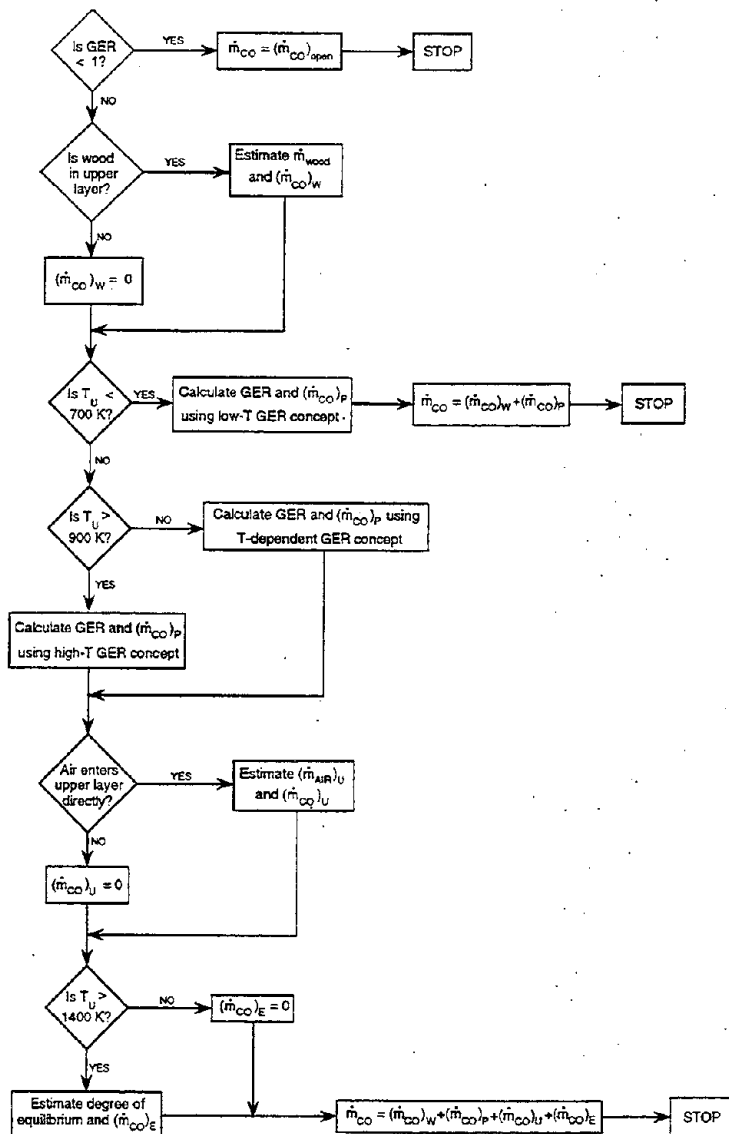 Is GER
< 1?
YES
ṁCO = (ṁCO)open
STOP
NO
Is wood
in upper
layer?
YES
Estimate ṁwood
and (ṁCO)W
NO
(ṁCO)W = 0
Is TU <
700 K?
YES
Calculate GER and (ṁCO)P
using low-T GER concept
ṁCO = (ṁCO)W + (ṁCO)P
STOP
NO
Is TU >
900 K?
NO
Calculate GER and (ṁCO)P using
T-dependent GER concept
YES
Calculate GER and (ṁCO)P
using high-T GER concept
Air enters
upper layer
directly?
YES
Estimate (ṁAIR)U
and (ṁCO)U
NO
(ṁCO)U = 0
Is TU >
1400 K?
NO
(ṁCO)E = 0
YES
Estimate degree of
equilibrium and (ṁCO)E
ṁCO = (ṁCO)W + (ṁCO)P + (ṁCO)U + (ṁCO)E
STOP